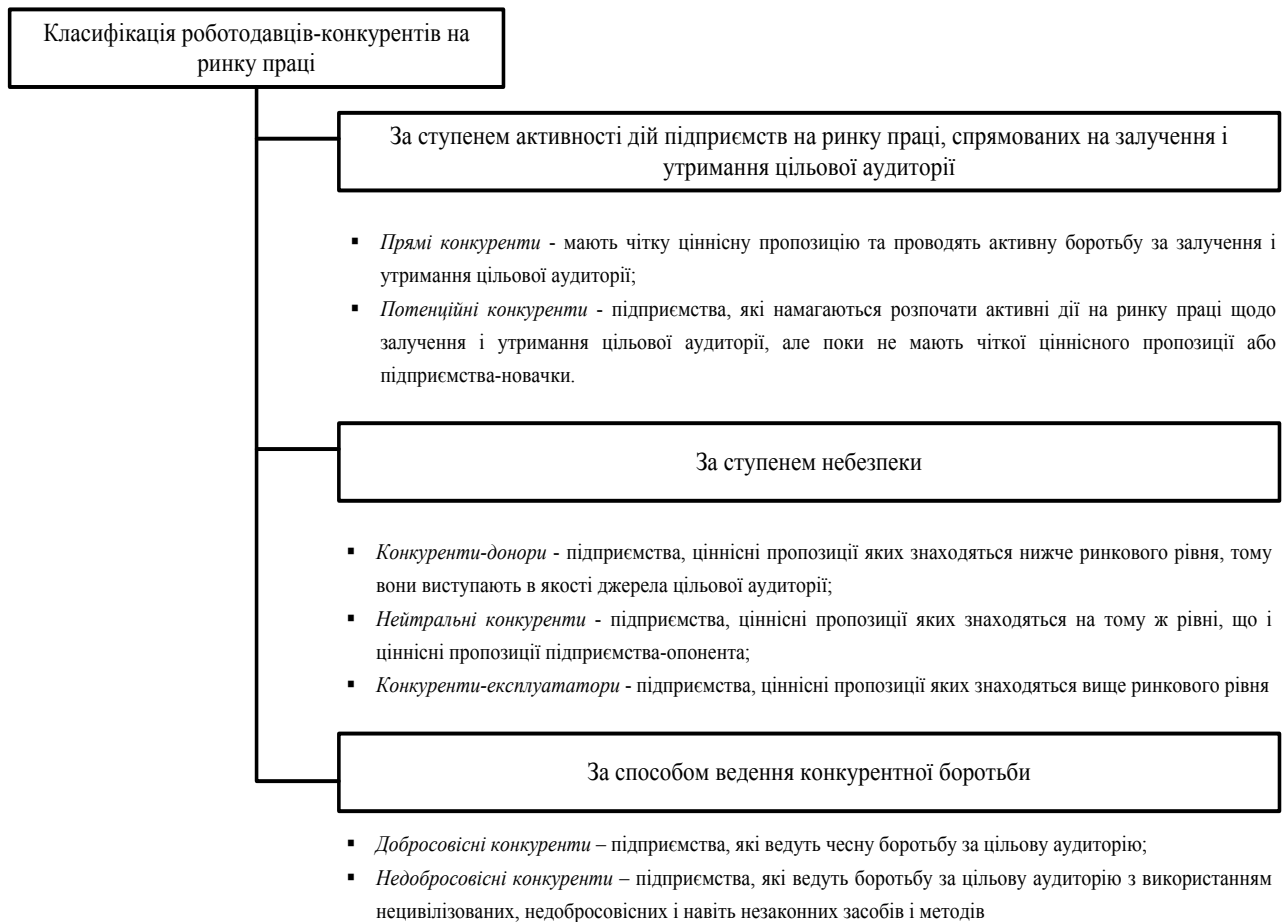 Класифікація роботодавців-конкурентів на
ринку праці
За ступенем активності дій підприємств на ринку праці, спрямованих на залучення і
утримання цільової аудиторії
▪ Прямі конкуренти - мають чітку ціннісну пропозицію та проводять активну боротьбу за залучення і
утримання цільової аудиторії;
▪ Потенційні конкуренти - підприємства, які намагаються розпочати активні дії на ринку праці щодо
залучення і утримання цільової аудиторії, але поки не мають чіткої ціннісного пропозиції або
підприємства-новачки.
За ступенем небезпеки
▪ Конкуренти-донори - підприємства, ціннісні пропозиції яких знаходяться нижче ринкового рівня, тому
вони виступають в якості джерела цільової аудиторії;
▪ Нейтральні конкуренти - підприємства, ціннісні пропозиції яких знаходяться на тому ж рівні, що і
ціннісні пропозиції підприємства-опонента;
▪ Конкуренти-експлуататори - підприємства, ціннісні пропозиції яких знаходяться вище ринкового рівня
За способом ведення конкурентної боротьби
▪ Добросовісні конкуренти – підприємства, які ведуть чесну боротьбу за цільову аудиторію;
▪ Недобросовісні конкуренти – підприємства, які ведуть боротьбу за цільову аудиторію з використанням
нецивілізованих, недобросовісних і навіть незаконних засобів і методів